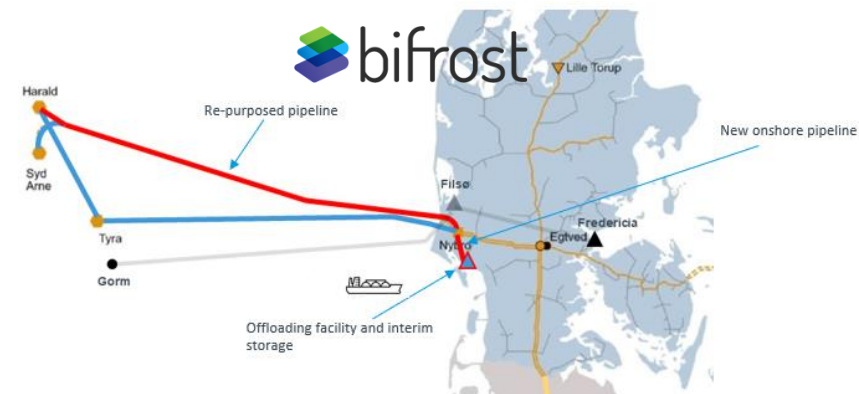 bifrost
Lille Torup
Harald
Re-purposed pipeline
New onshore pipeline
Syd
Arne
Filsø
Fredericia
Tyra
Nybro
Egtved
Gorm
Offloading facility and interim
storage